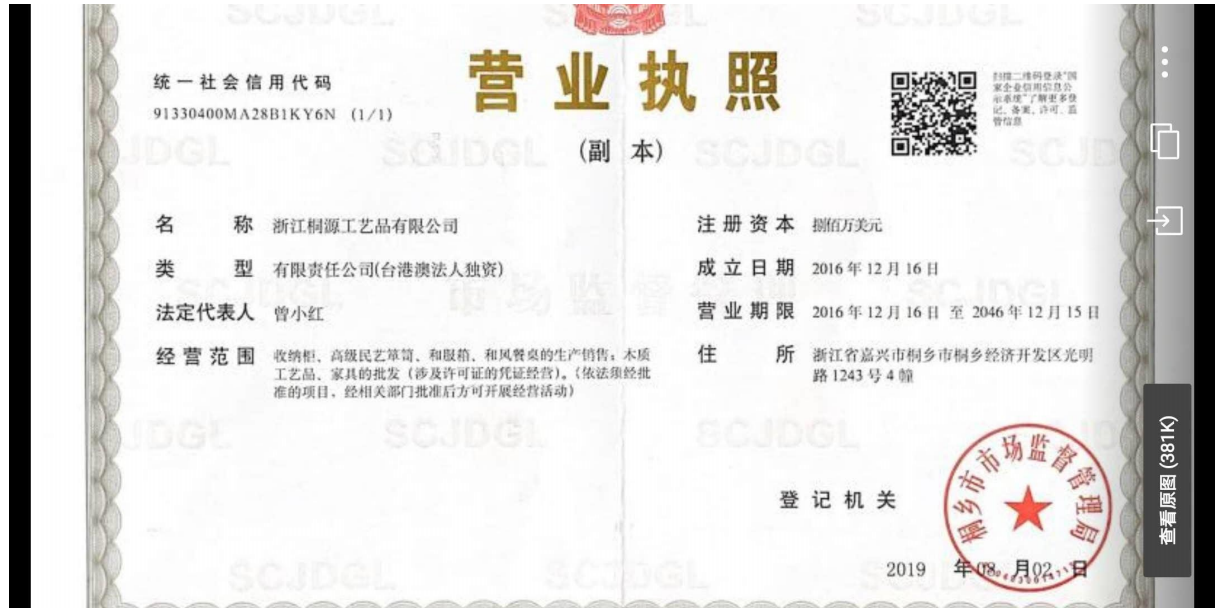 营业执照
(副 本)
统一社会信用代码
91330400MA28B1KY6N (1/1)
扫描二维码登录"国
家企业信用信息公
示系统"了解更多登
记、备案、许可、监
管信息
名 称 浙江桐源工艺品有限公司
类 型 有限责任公司(台港澳法人独资)
法定代表人 曾小红
经营范围 收纳柜、高级民艺箪笥、和服箱、和风餐桌的生产销售；木质
工艺品、家具的批发(涉及许可证的凭证经营)。(依法须经批
准的项目、经相关部门批准后方可开展经营活动)
注册资本 捌佰万美元
成立日期 2016年12月16日
营业期限 2016年12月16日 至 2046年12月15日
住 所 浙江省嘉兴市桐乡市桐乡经济开发区光明
路1243号4幢
登记机关
桐乡市市场监督管理局
2019 年08 月02 日
SCJDGL
市场监督管理
查看原图 (381K)